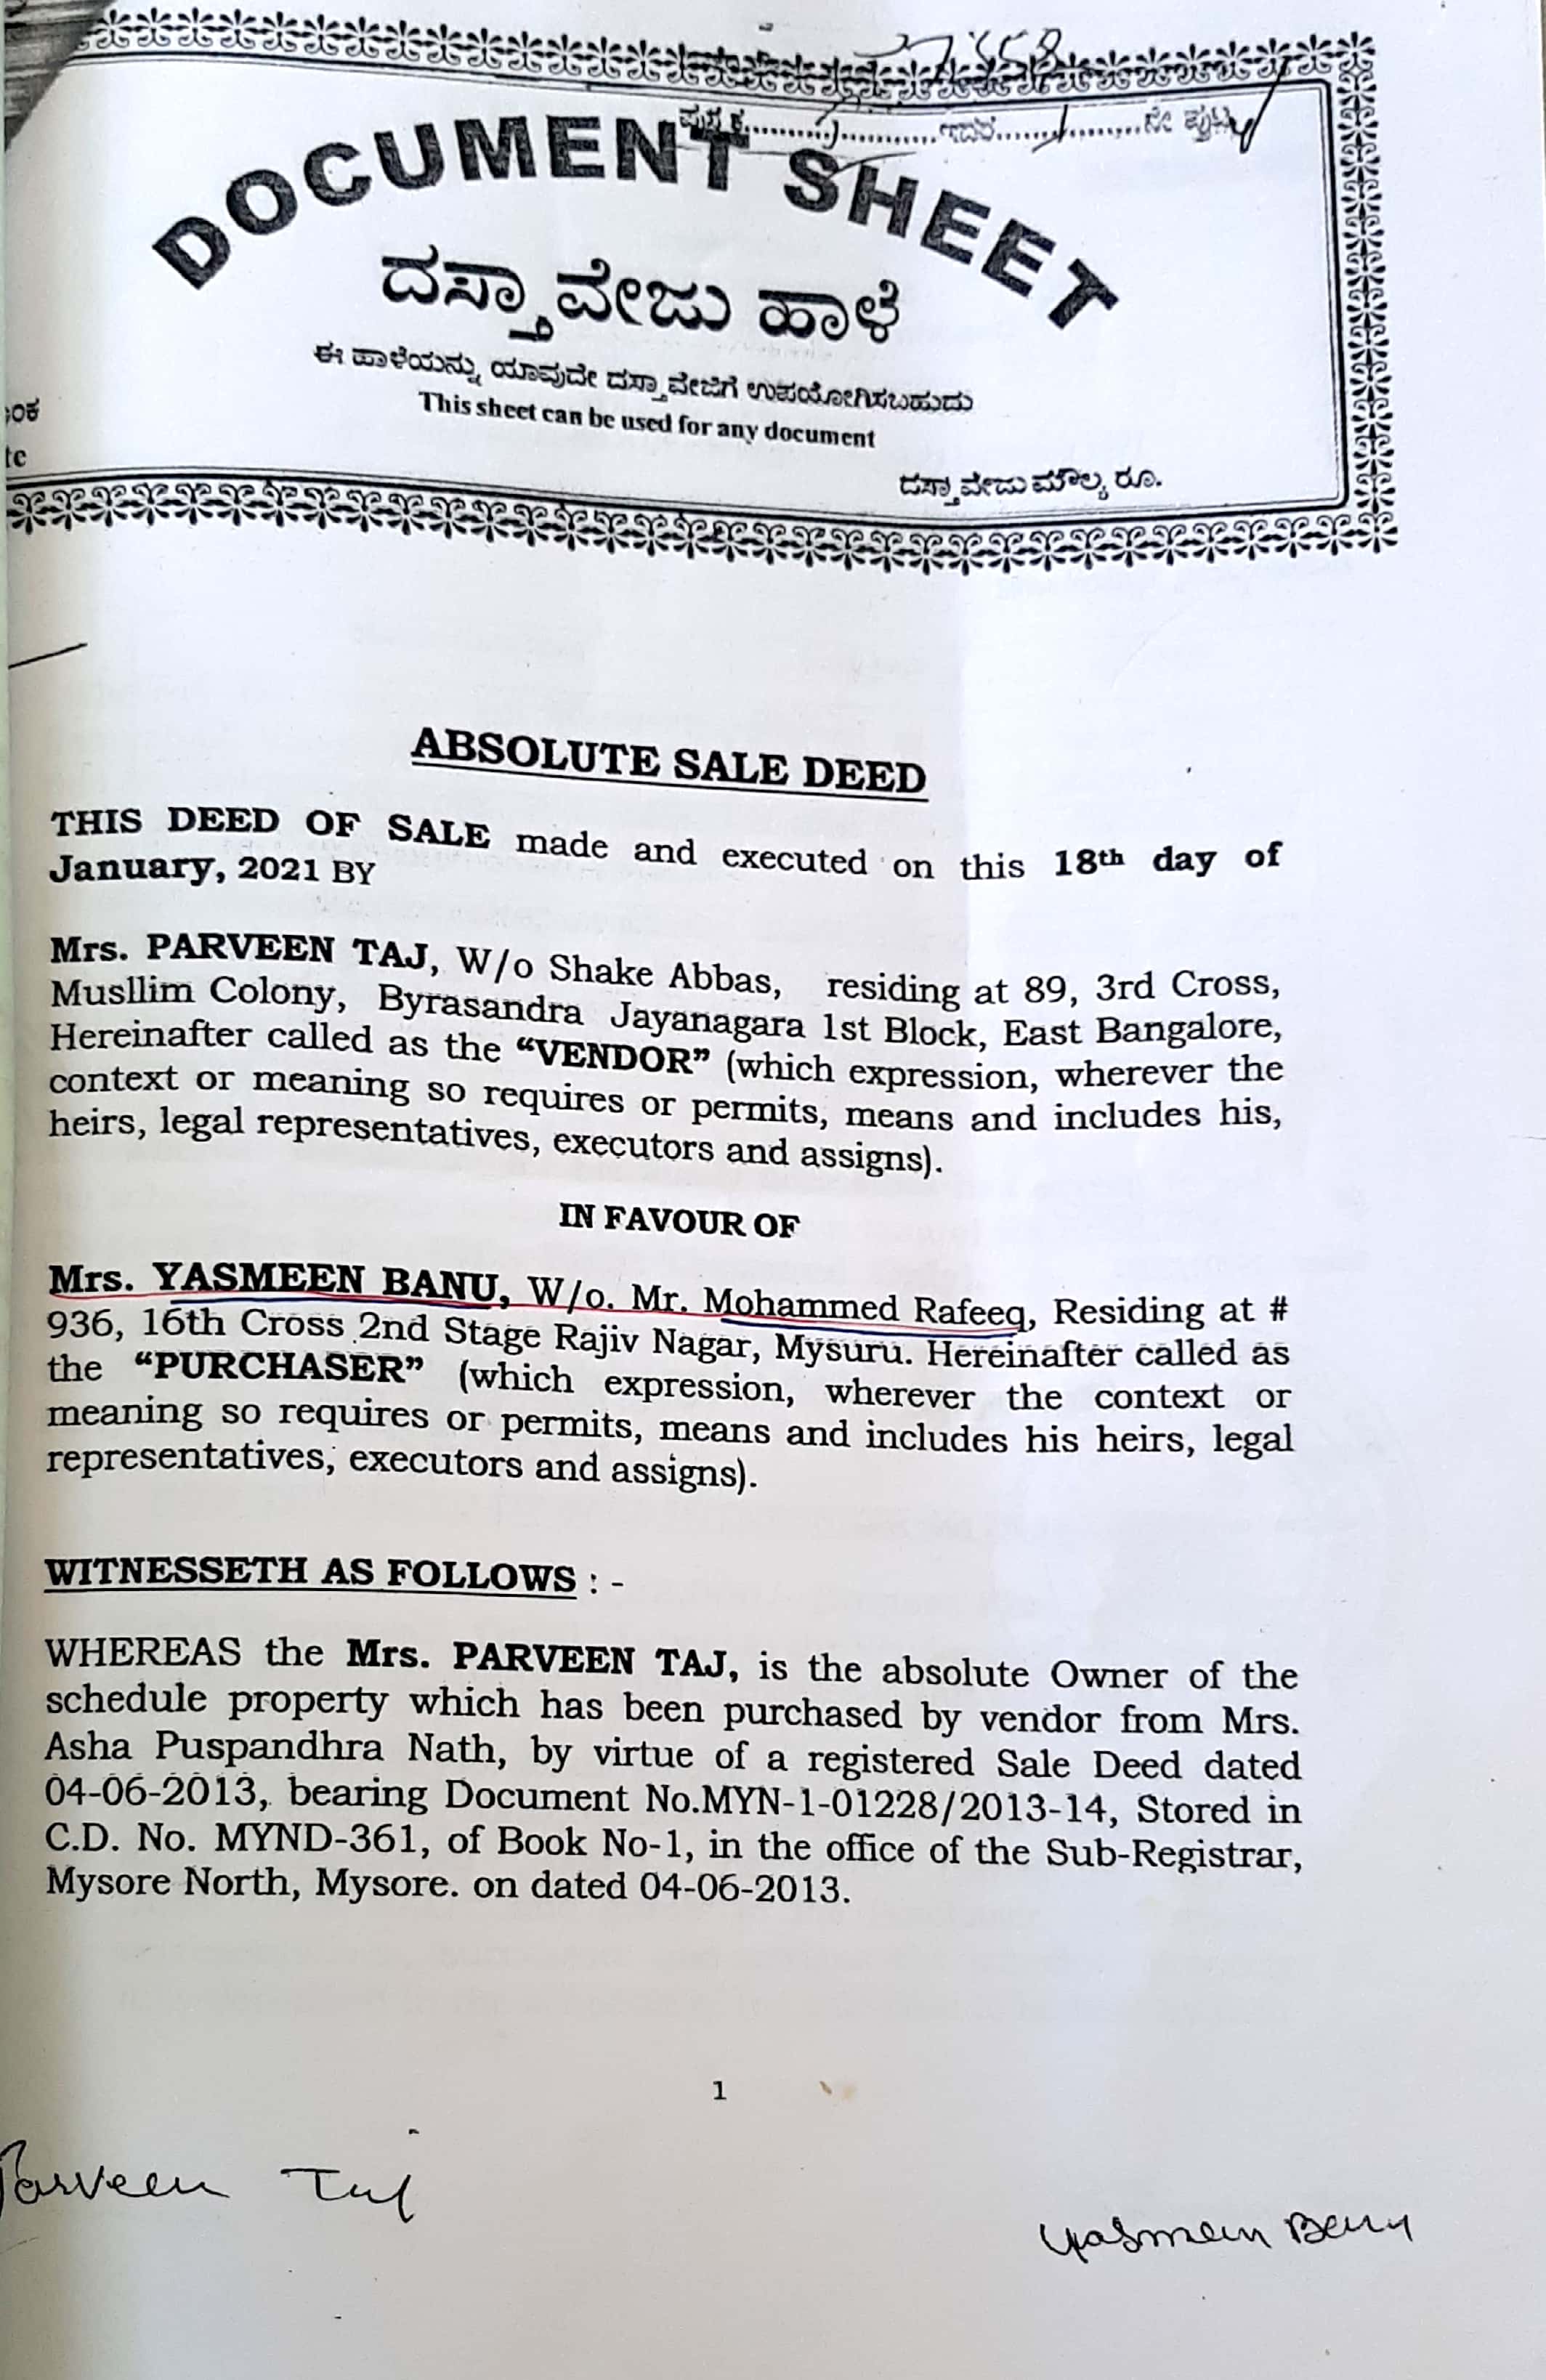 ಪುಸ್ತಕ.....................ಇದರ.....1.......ನೇ ಪುಟ
DOCUMENT SHEET
ದಸ್ತಾವೇಜು ಹಾಳೆ
ಈ ಹಾಳೆಯನ್ನು ಯಾವುದೇ ದಸ್ತಾವೇಜಿಗೆ ಉಪಯೋಗಿಸಬಹುದು
This sheet can be used for any document
ದಸ್ತಾವೇಜು ಮೌಲ್ಯ ರೂ.
ABSOLUTE SALE DEED
THIS DEED OF SALE made and executed on this 18th day of
January, 2021 BY
Mrs. PARVEEN TAJ, W/o Shake Abbas, residing at 89, 3rd Cross,
Musllim Colony, Byrasandra Jayanagara 1st Block, East Bangalore,
Hereinafter called as the “VENDOR” (which expression, wherever the
context or meaning so requires or permits, means and includes his,
heirs, legal representatives, executors and assigns).
IN FAVOUR OF
Mrs. YASMEEN BANU, W/o. Mr. Mohammed Rafeeq, Residing at #
936, 16th Cross 2nd Stage Rajiv Nagar, Mysuru. Hereinafter called as
the “PURCHASER” (which expression, wherever the context or
meaning so requires or permits, means and includes his heirs, legal
representatives, executors and assigns).
WITNESSETH AS FOLLOWS : -
WHEREAS the Mrs. PARVEEN TAJ, is the absolute Owner of the
schedule property which has been purchased by vendor from Mrs.
Asha Puspandhra Nath, by virtue of a registered Sale Deed dated
04-06-2013, bearing Document No.MYN-1-01228/2013-14, Stored in
C.D. No. MYND-361, of Book No-1, in the office of the Sub-Registrar,
Mysore North, Mysore. on dated 04-06-2013.
1
Parveen Taj
Yasmeen Banu